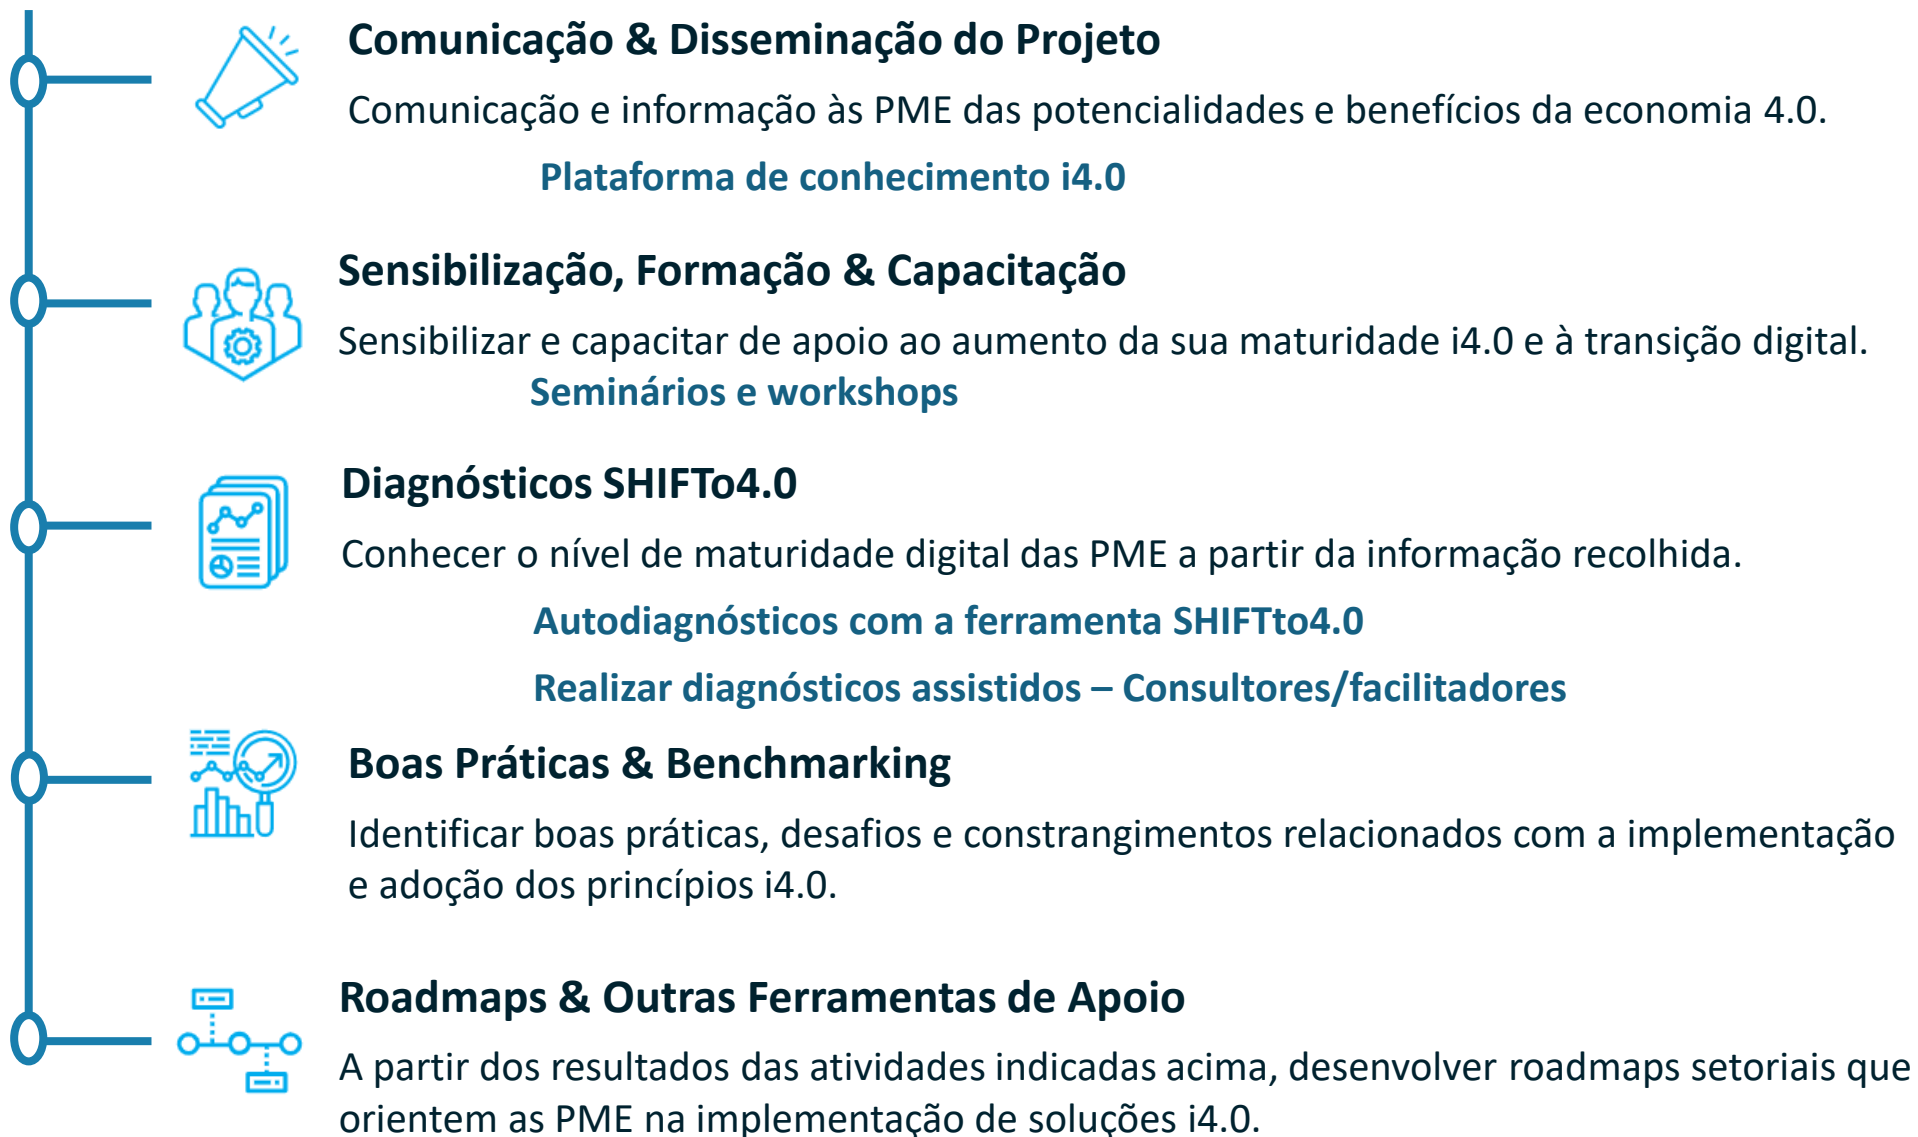 Comunicação & Disseminação do Projeto
Comunicação e informação às PME das potencialidades e benefícios da economia 4.0.
Plataforma de conhecimento i4.0
Sensibilização, Formação & Capacitação
Sensibilizar e capacitar de apoio ao aumento da sua maturidade i4.0 e à transição digital.
Seminários e workshops
Diagnósticos SHIFTo4.0
Conhecer o nível de maturidade digital das PME a partir da informação recolhida.
Autodiagnósticos com a ferramenta SHIFTto4.0
Realizar diagnósticos assistidos – Consultores/facilitadores
Boas Práticas & Benchmarking
Identificar boas práticas, desafios e constrangimentos relacionados com a implementação
e adoção dos princípios i4.0.
Roadmaps & Outras Ferramentas de Apoio
A partir dos resultados das atividades indicadas acima, desenvolver roadmaps setoriais que
orientem as PME na implementação de soluções i4.0.